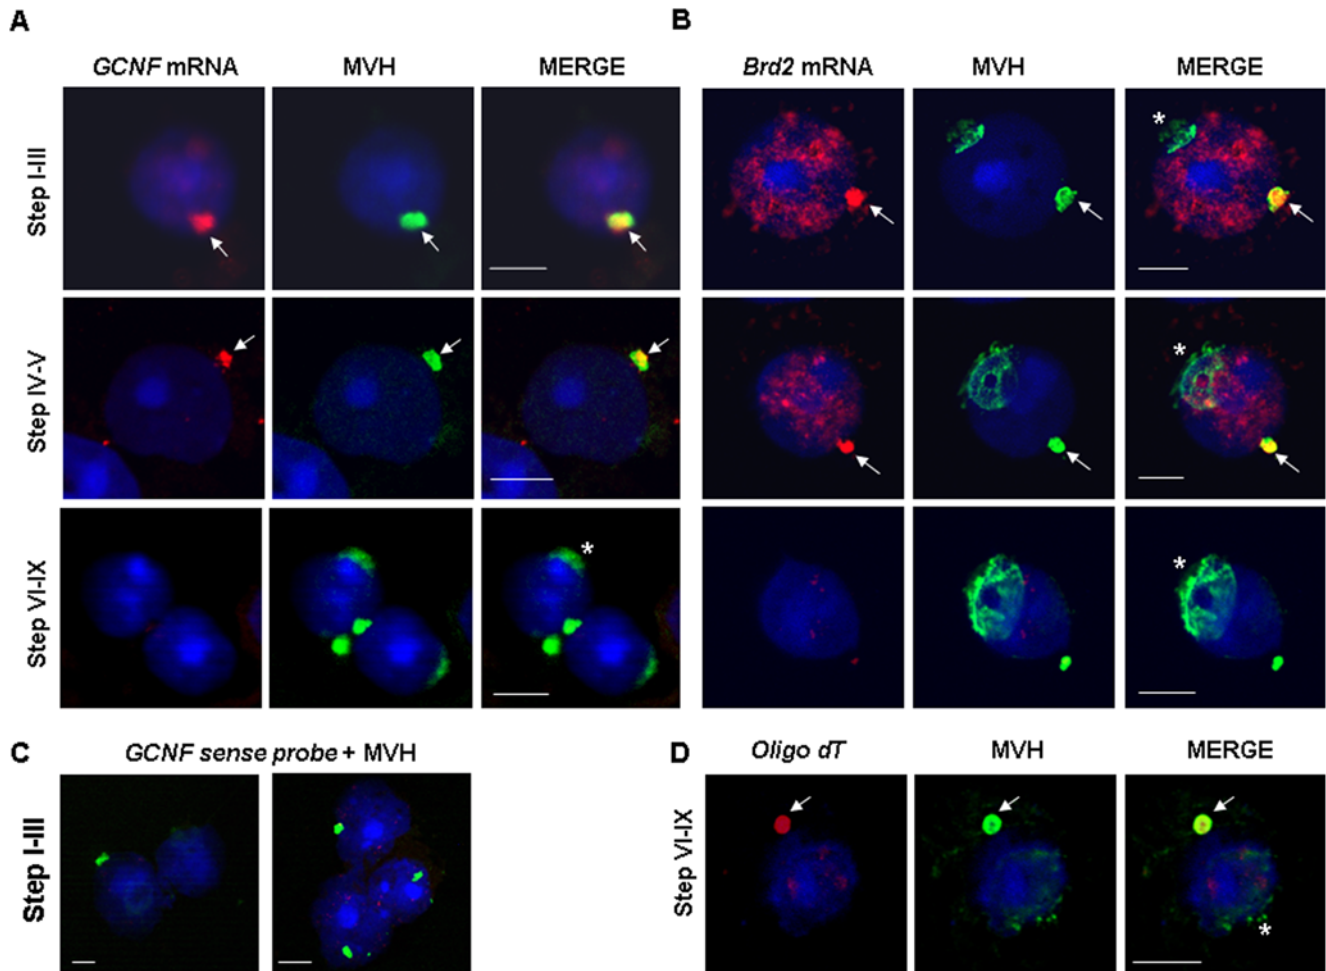 A
B
GCNF mRNA MVH MERGE
Brd2 mRNA MVH MERGE
Step I-III
*
Step IV-V
*
Step VI-IX
*
*
C
GCNF sense probe + MVH
D
Oligo dT MVH MERGE
Step I-III
Step VI-IX
*